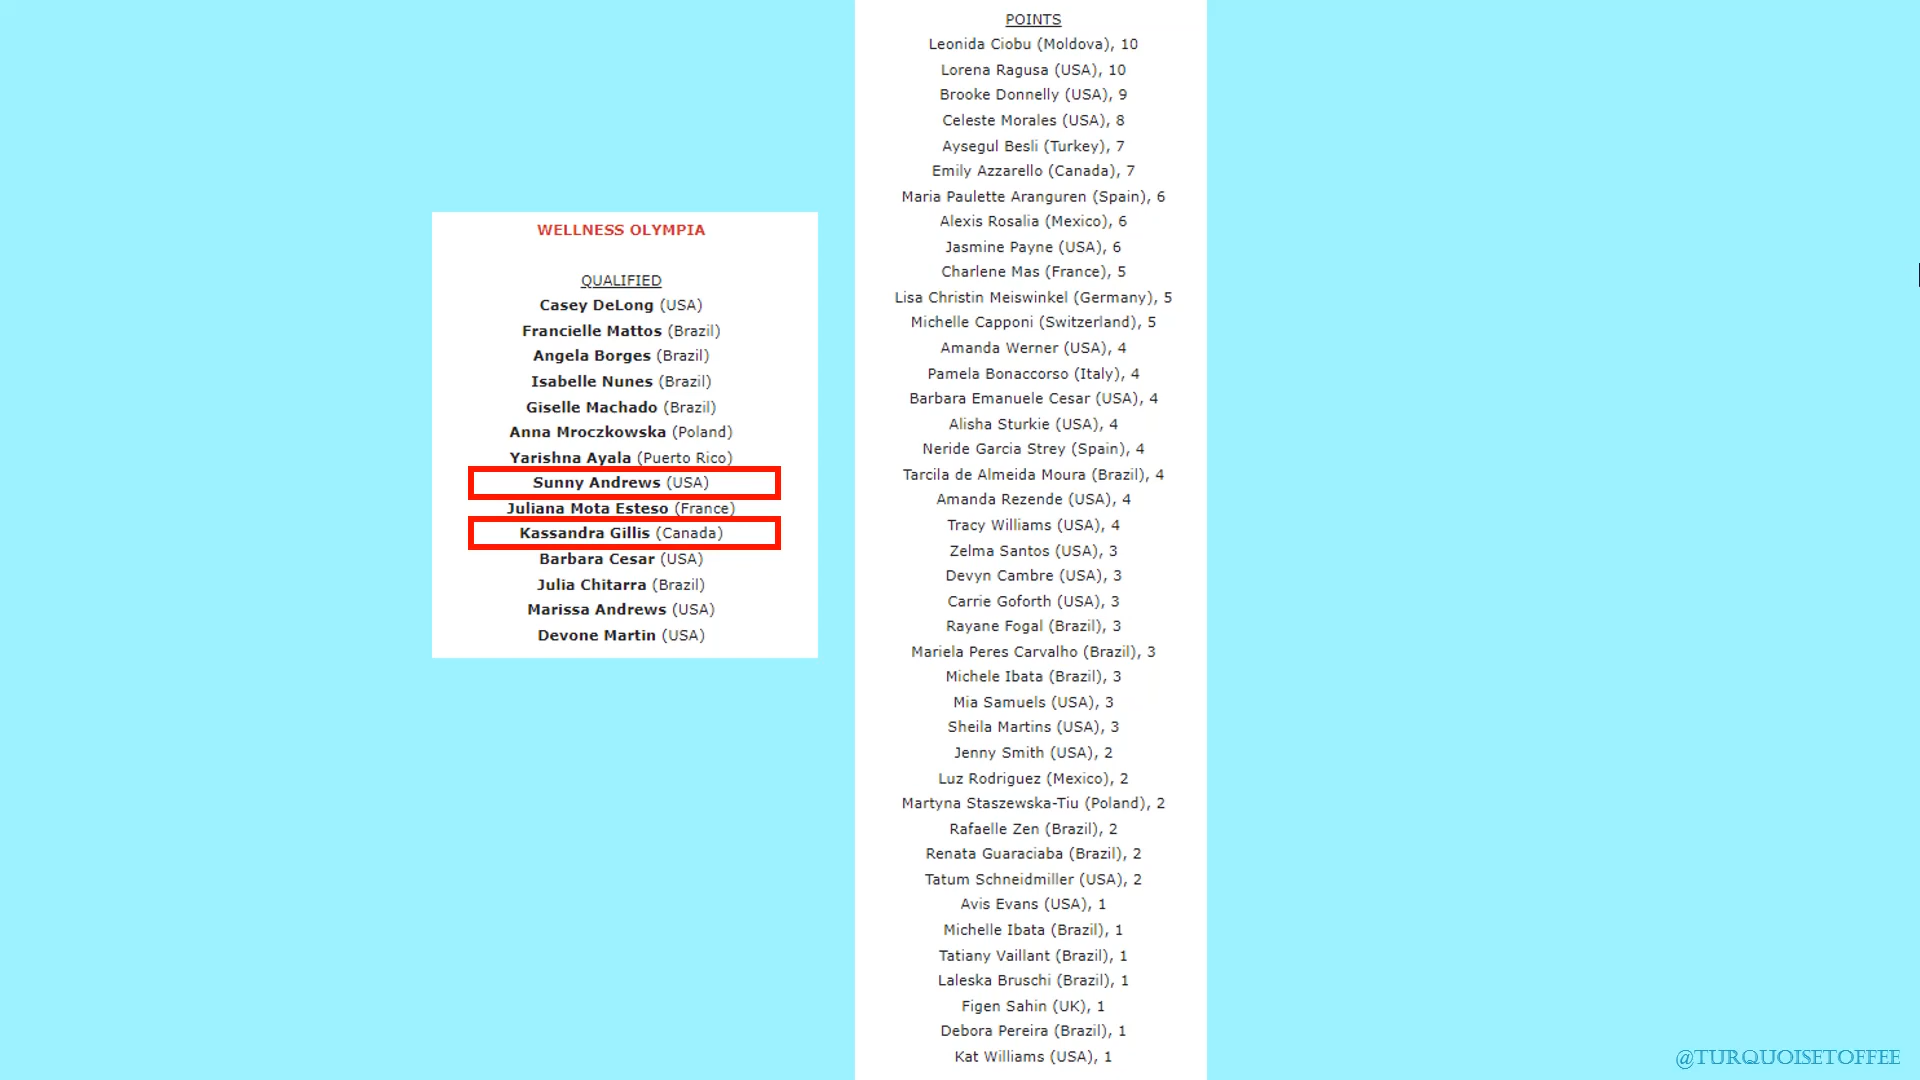 WELLNESS OLYMPIA
QUALIFIED
Casey DeLong (USA)
Francielle Mattos (Brazil)
Angela Borges (Brazil)
Isabelle Nunes (Brazil)
Giselle Machado (Brazil)
Anna Mroczkowska (Poland)
Yarishna Ayala (Puerto Rico)
Sunny Andrews (USA)
Juliana Mota Esteso (France)
Kassandra Gillis (Canada)
Barbara Cesar (USA)
Julia Chitarra (Brazil)
Marissa Andrews (USA)
Devone Martin (USA)
POINTS
Leonida Ciobu (Moldova), 10
Lorena Ragusa (USA), 10
Brooke Donnelly (USA), 9
Celeste Morales (USA), 8
Aysegul Besli (Turkey), 7
Emily Azzarello (Canada), 7
Maria Paulette Aranguren (Spain), 6
Alexis Rosalia (Mexico), 6
Jasmine Payne (USA), 6
Charlene Mas (France), 5
Lisa Christin Meiswinkel (Germany), 5
Michelle Capponi (Switzerland), 5
Amanda Werner (USA), 4
Pamela Bonaccorso (Italy), 4
Barbara Emanuele Cesar (USA), 4
Alisha Sturkie (USA), 4
Neride Garcia Strey (Spain), 4
Tarcila de Almeida Moura (Brazil), 4
Amanda Rezende (USA), 4
Tracy Williams (USA), 4
Zelma Santos (USA), 3
Devyn Cambre (USA), 3
Carrie Goforth (USA), 3
Rayane Fogal (Brazil), 3
Mariela Peres Carvalho (Brazil), 3
Michele Ibata (Brazil), 3
Mia Samuels (USA), 3
Sheila Martins (USA), 3
Jenny Smith (USA), 2
Luz Rodriguez (Mexico), 2
Martyna Staszewska-Tiu (Poland), 2
Rafaelle Zen (Brazil), 2
Renata Guaraciaba (Brazil), 2
Tatum Schneidmiller (USA), 2
Avis Evans (USA), 1
Michelle Ibata (Brazil), 1
Tatiany Vaillant (Brazil), 1
Laleska Bruschi (Brazil), 1
Figen Sahin (UK), 1
Debora Pereira (Brazil), 1
Kat Williams (USA), 1
@TURQUOISETOFFEE